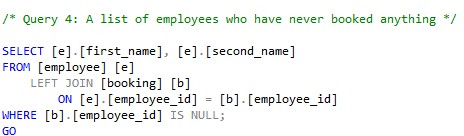 /* Query 4: A list of employees who have never booked anything */
SELECT [e].[first_name], [e].[second_name]
FROM [employee] [e]
LEFT JOIN [booking] [b]
ON [e].[employee_id] = [b].[employee_id]
WHERE [b].[employee_id] IS NULL;
GO